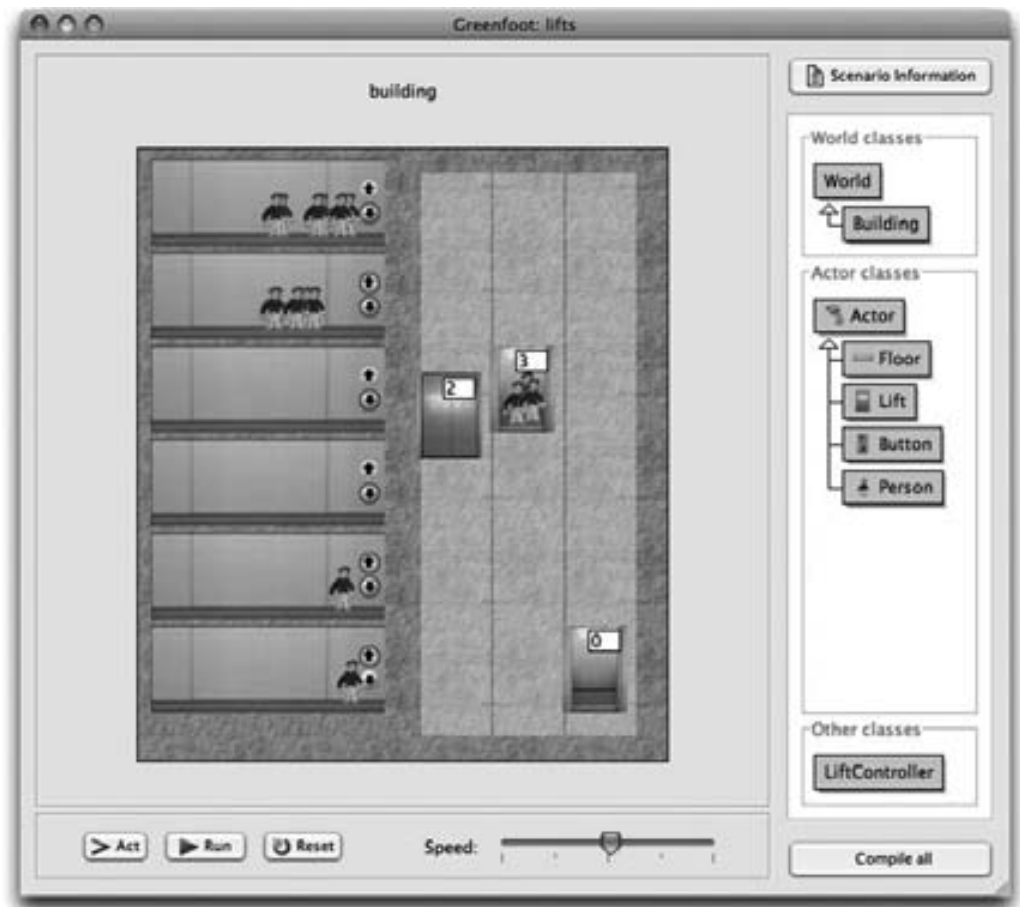 Greenfoot: lifts
building
Scenario Information
World classes
World
Building
Actor classes
Actor
Floor
Lift
Button
Person
3
2
0
Other classes
LiftController
Act
Run
Reset
Speed:
Compile all